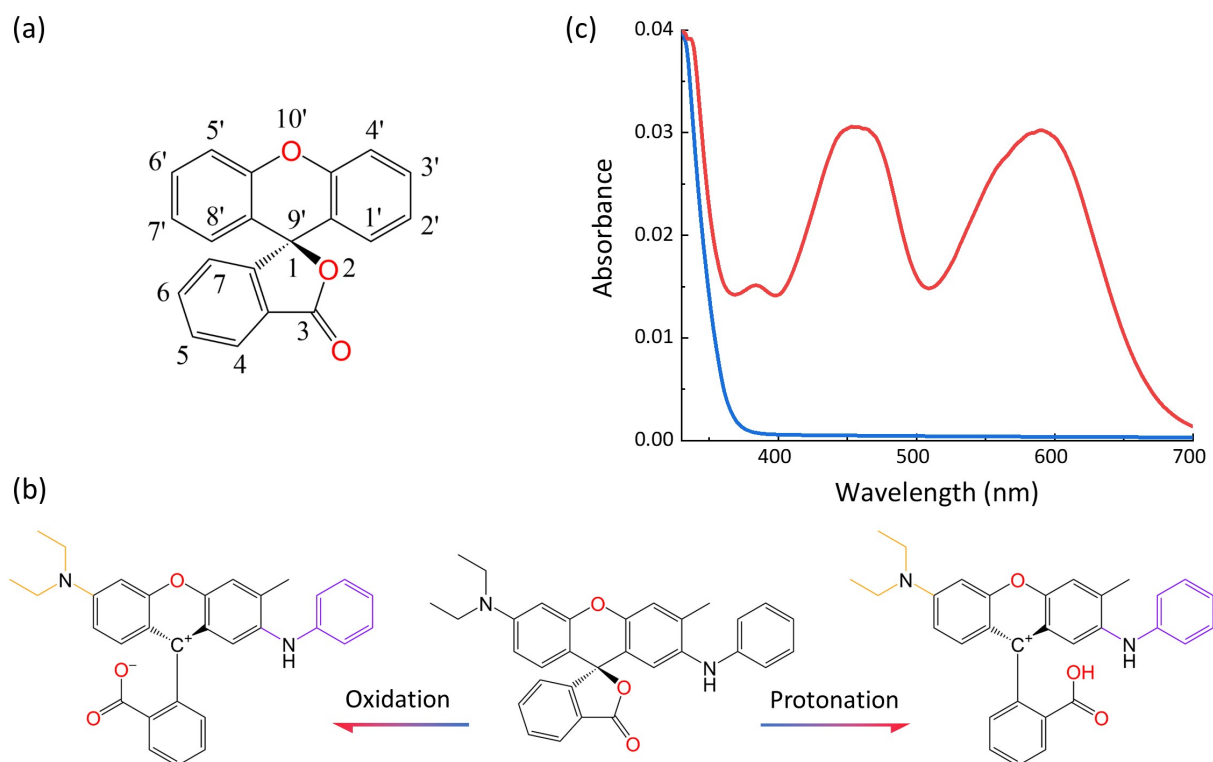 (a)
10'
5'
O
4'
6'
3'
7'
8'
9'
1'
2'
7
1
O
2
6
3
5
4
O
(c)
0.04
0.03
0.02
0.01
0.00
Absorbance
400
500
600
700
Wavelength (nm)
(b)
N
O
C+
N
H
O−
O
Oxidation
N
O
N
H
O
O
Protonation
N
O
C+
N
H
OH
O